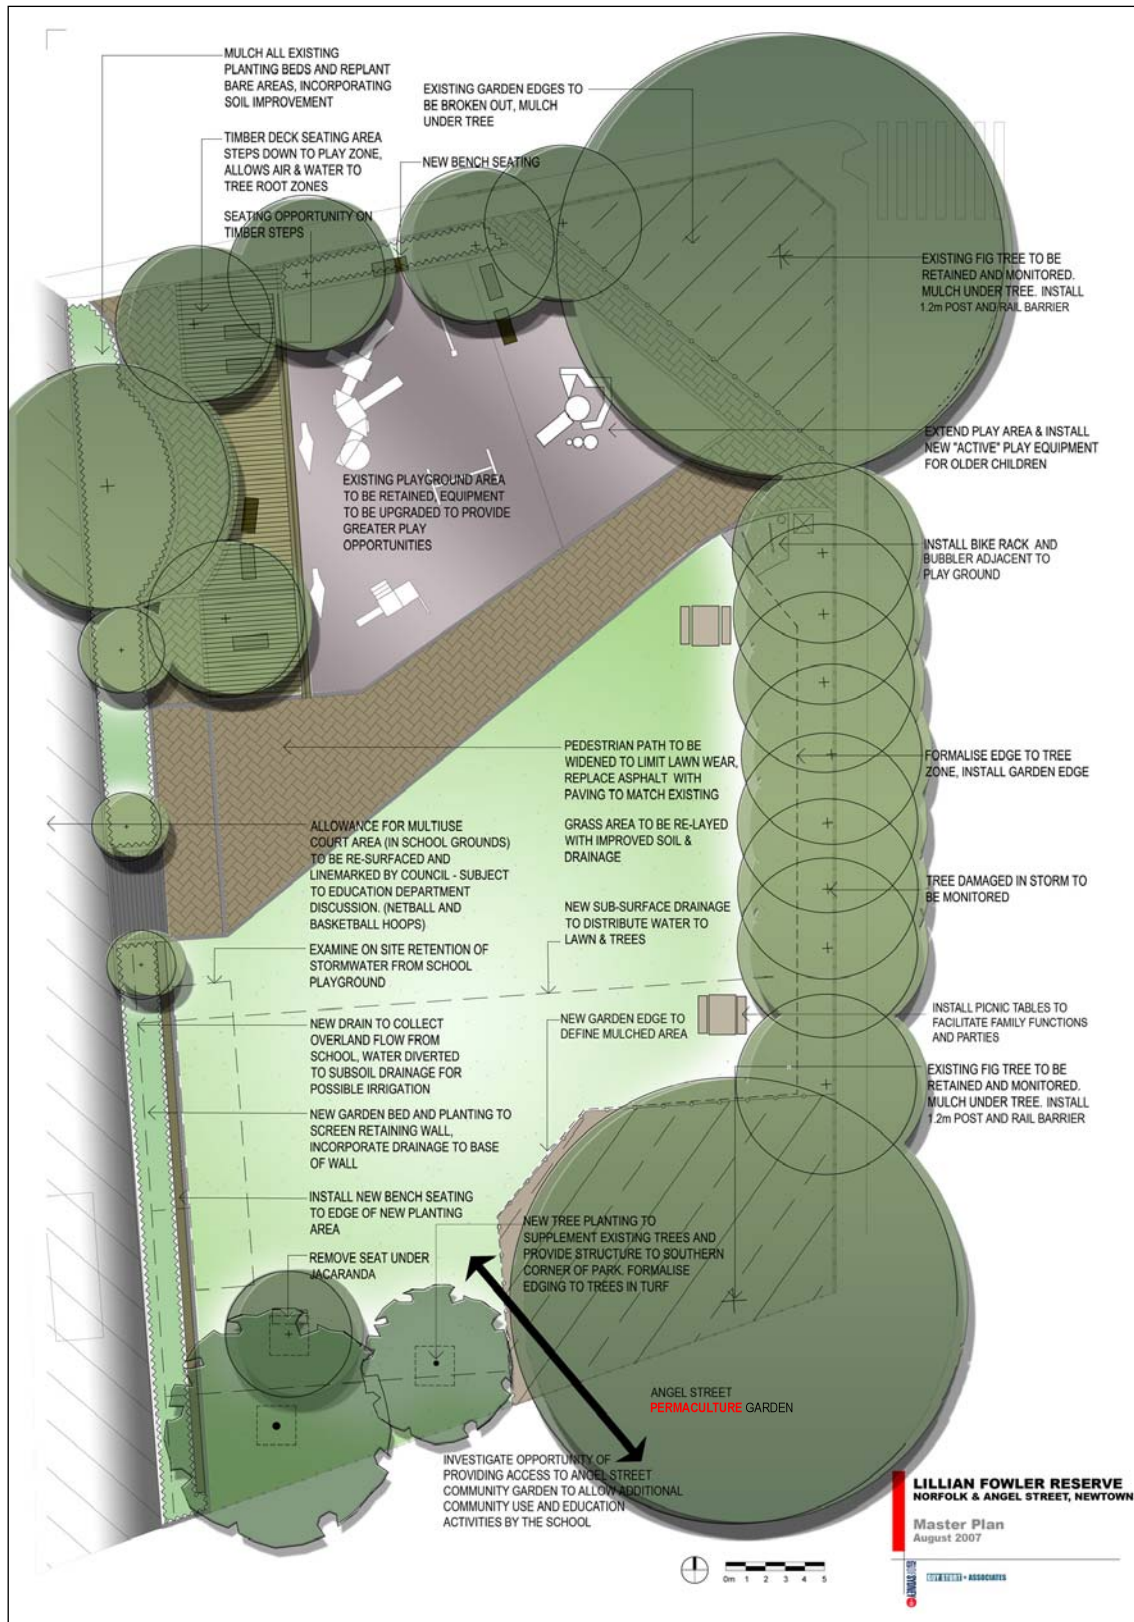 MULCH ALL EXISTING
PLANTING BEDS AND REPLANT
BARE AREAS, INCORPORATING
SOIL IMPROVEMENT
EXISTING GARDEN EDGES TO
BE BROKEN OUT, MULCH
UNDER TREE
TIMBER DECK SEATING AREA
STEPS DOWN TO PLAY ZONE,
ALLOWS AIR & WATER TO
TREE ROOT ZONES
NEW BENCH SEATING
SEATING OPPORTUNITY ON
TIMBER STEPS
EXISTING FIG TREE TO BE
RETAINED AND MONITORED.
MULCH UNDER TREE. INSTALL
1.2m POST AND RAIL BARRIER
EXTEND PLAY AREA & INSTALL
NEW "ACTIVE" PLAY EQUIPMENT
FOR OLDER CHILDREN
EXISTING PLAYGROUND AREA
TO BE RETAINED, EQUIPMENT
TO BE UPGRADED TO PROVIDE
GREATER PLAY
OPPORTUNITIES
INSTALL BIKE RACK AND
BUBBLER ADJACENT TO
PLAY GROUND
PEDESTRIAN PATH TO BE
WIDENED TO LIMIT LAWN WEAR,
REPLACE ASPHALT WITH
PAVING TO MATCH EXISTING
FORMALISE EDGE TO TREE
ZONE, INSTALL GARDEN EDGE
ALLOWANCE FOR MULTIUSE
COURT AREA (IN SCHOOL GROUNDS)
TO BE RE-SURFACED AND
LINEMARKED BY COUNCIL - SUBJECT
TO EDUCATION DEPARTMENT
DISCUSSION. (NETBALL AND
BASKETBALL HOOPS)
GRASS AREA TO BE RE-LAYED
WITH IMPROVED SOIL &
DRAINAGE
TREE DAMAGED IN STORM TO
BE MONITORED
NEW SUB-SURFACE DRAINAGE
TO DISTRIBUTE WATER TO
LAWN & TREES
EXAMINE ON SITE RETENTION OF
STORMWATER FROM SCHOOL
PLAYGROUND
NEW DRAIN TO COLLECT
OVERLAND FLOW FROM
SCHOOL, WATER DIVERTED
TO SUBSOIL DRAINAGE FOR
POSSIBLE IRRIGATION
NEW GARDEN EDGE TO
DEFINE MULCHED AREA
INSTALL PICNIC TABLES TO
FACILITATE FAMILY FUNCTIONS
AND PARTIES
EXISTING FIG TREE TO BE
RETAINED AND MONITORED.
MULCH UNDER TREE. INSTALL
1.2m POST AND RAIL BARRIER
NEW GARDEN BED AND PLANTING TO
SCREEN RETAINING WALL,
INCORPORATE DRAINAGE TO BASE
OF WALL
INSTALL NEW BENCH SEATING
TO EDGE OF NEW PLANTING
AREA
NEW TREE PLANTING TO
SUPPLEMENT EXISTING TREES AND
PROVIDE STRUCTURE TO SOUTHERN
CORNER OF PARK. FORMALISE
EDGING TO TREES IN TURF
REMOVE SEAT UNDER
JACARANDA
ANGEL STREET
PERMACULTURE GARDEN
INVESTIGATE OPPORTUNITY OF
PROVIDING ACCESS TO ANGEL STREET
COMMUNITY GARDEN TO ALLOW ADDITIONAL
COMMUNITY USE AND EDUCATION
ACTIVITIES BY THE SCHOOL
LILLIAN FOWLER RESERVE
NORFOLK & ANGEL STREET, NEWTOWN
Master Plan
August 2007
0m 1 2 3 4 5
GUY STURT + ASSOCIATES